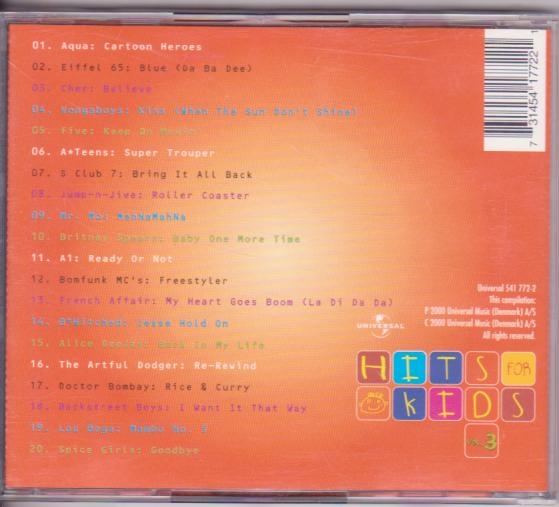 01. Aqua: Cartoon Heroes
02. Eiffel 65: Blue (Da Ba Dee)
03. Cher: Believe
04. Vengaboys: Kiss (When The Sun Don't Shine)
05. Five: Keep On Movin'
06. A*Teens: Super Trouper
07. S Club 7: Bring It All Back
08. Jump-n-Jive: Roller Coaster
09. Mr. Mo: MahNaMahNa
10. Britney Spears: Baby One More Time
11. A1: Ready Or Not
12. Bomfunk MC's: Freestyler
13. French Affair: My Heart Goes Boom (La Di Da Da)
14. B*Witched: Jesse Hold On
15. Alice Deejay: Back In My Life
16. The Artful Dodger: Re-Rewind
17. Doctor Bombay: Rice & Curry
18. Backstreet Boys: I Want It That Way
19. Lou Bega: Mambo No. 5
20. Spice Girls: Goodbye
7 31454 17722 1
Universal 541 772-2
This compilation:
P 2000 Universal Music (Denmark) A/S
C 2000 Universal Music (Denmark) A/S
All rights reserved.
UNIVERSAL
HITS FOR
KIDS
3